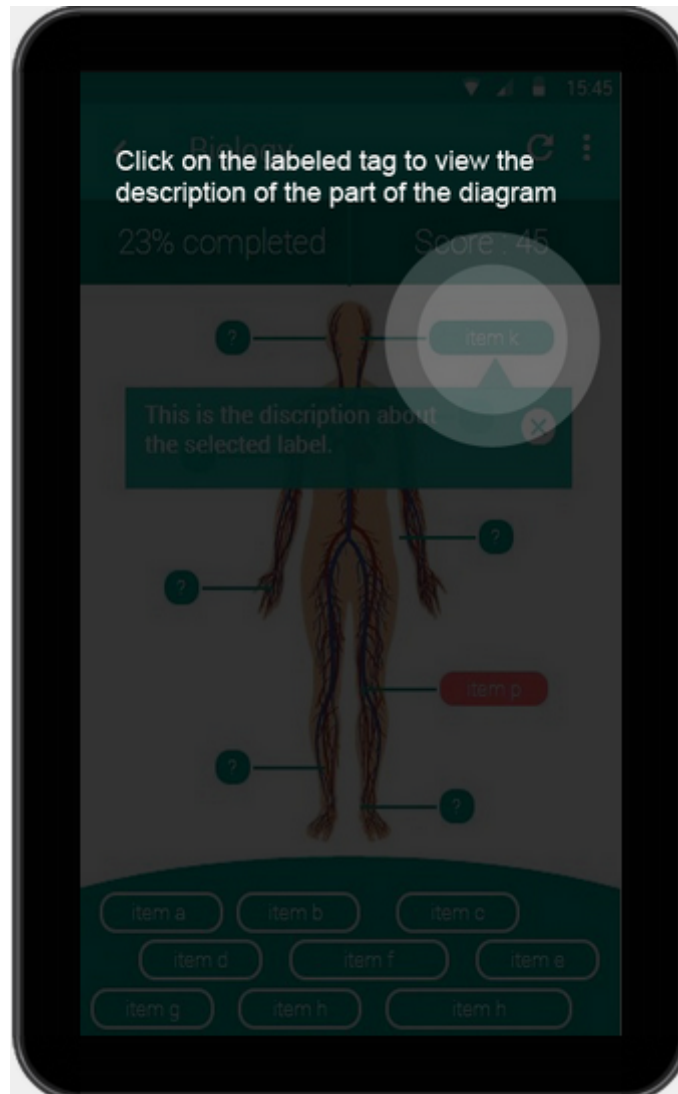 15:45
Biology
Click on the labeled tag to view the
description of the part of the diagram
23% completed Score : 45
? item k
This is the discription about
the selected label.
?
?
item p
?
?
item a item b item c
item d item f item e
item g item h item h